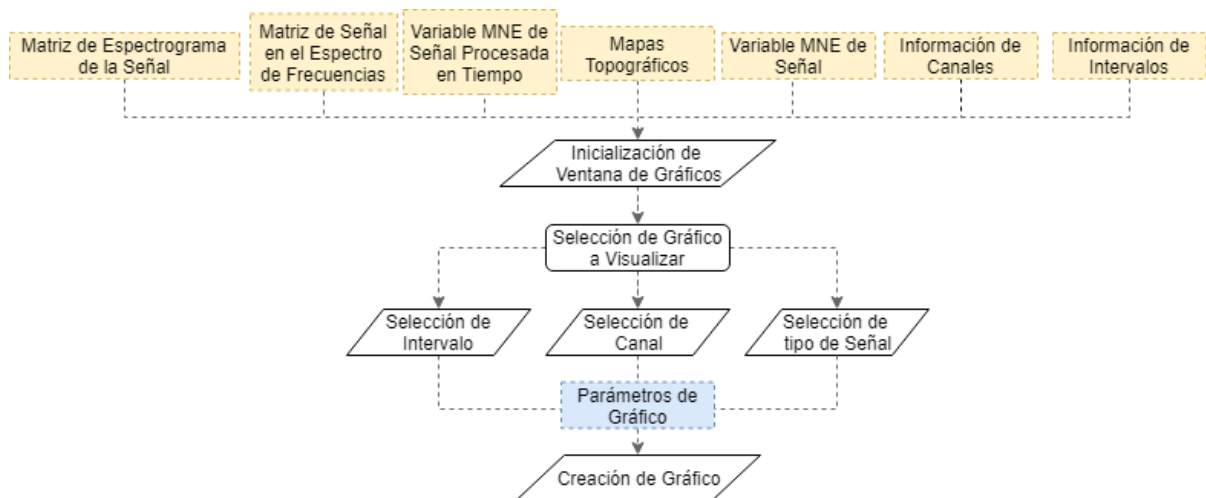 Matriz de Espectrograma
de la Señal
Matriz de Señal
en el Espectro
de Frecuencias
Variable MNE de
Señal Procesada
en Tiempo
Mapas
Topográficos
Variable MNE de
Señal
Información de
Canales
Información de
Intervalos
Inicialización de
Ventana de Gráficos
Selección de Gráfico
a Visualizar
Selección de
Intervalo
Selección de
Canal
Selección de
tipo de Señal
Parámetros de
Gráfico
Creación de Gráfico